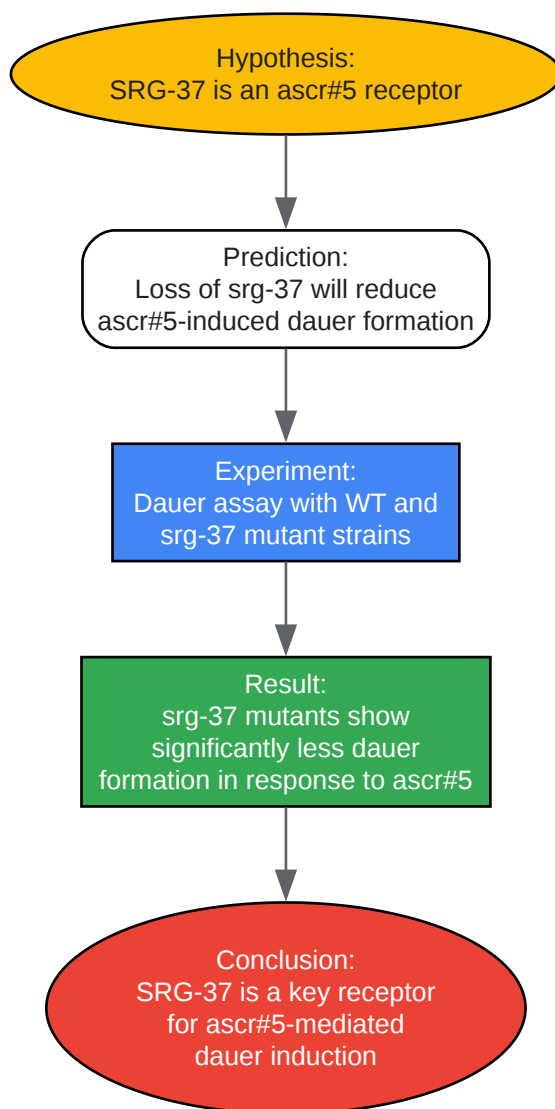 Hypothesis:
SRG-37 is an ascr#5 receptor
Prediction:
Loss of srg-37 will reduce
ascr#5-induced dauer formation
Experiment:
Dauer assay with WT and
srg-37 mutant strains
Result:
srg-37 mutants show
significantly less dauer
formation in response to ascr#5
Conclusion:
SRG-37 is a key receptor
for ascr#5-mediated
dauer induction